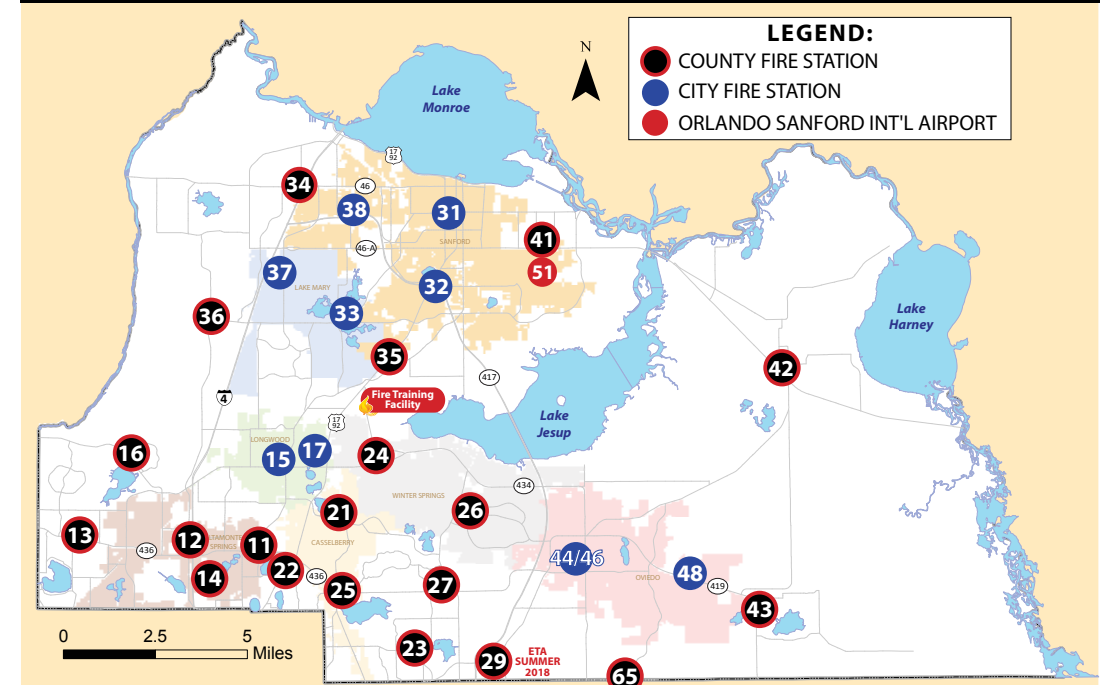 LEGEND:
COUNTY FIRE STATION
CITY FIRE STATION
ORLANDO SANFORD INT'L AIRPORT
N
Lake
Monroe
17
92
34
46
38
31
SANFORD
41
46-A
51
37
LAKE MARY
32
33
36
Lake
Harney
35
42
417
4
Fire Training
Facility
17
92
Lake
Jesup
LONGWOOD
15
17
24
16
434
WINTER SPRINGS
21
26
13
12
ALTAMONTE
SPRINGS
11
CASSELBERRY
436
44/46
22
436
14
48
OVIEDO
419
25
27
43
0
2.5
5
Miles
23
29
ETA
SUMMER
2018
65